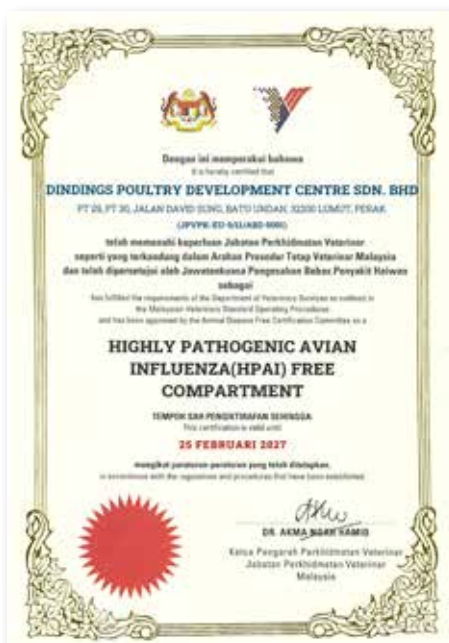 Dengan ini memperakui bahawa
It is hereby certified that
DINDINGS POULTRY DEVELOPMENT CENTRE SDN. BHD
PT 29, PT 30, JALAN DAVID SUNG, BATU UNDAN, 32200 LUMUT, PERAK
telah memenuhi keperluan Jabatan Perkhidmatan Veterinar
seperti yang terkandung dalam Arahan Prosedur Tetap Veterinar Malaysia
dan telah dipersetujui oleh Jawatankuasa Pengesahan Bebas Penyakit Haiwan
sebagai
has fulfilled the requirements of the Department of Veterinary Services as outlined in
the Malaysian Veterinary Standard Operating Procedures
and has been approved by the Animal Disease Free Certification Committee as a
HIGHLY PATHOGENIC AVIAN
INFLUENZA(HPAI) FREE
COMPARTMENT
TEMPOH SAH PENGIKTIRAFAN SEHINGGA
This certification is valid until
25 FEBRUARI 2027
mengikut peraturan-peraturan yang telah ditetapkan.
in accordance with the regulations and procedures that have been established.
DR. AKMA NGAH HAMID
Ketua Pengarah Perkhidmatan Veterinar
Jabatan Perkhidmatan Veterinar
Malaysia